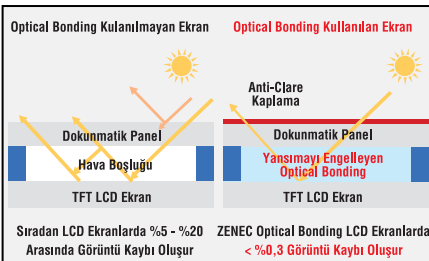 Optical Bonding Kulanılmayan Ekran
Dokunmatik Panel
Hava Boşluğu
TFT LCD Ekran
Sıradan LCD Ekranlarda %5 - %20
Arasında Görüntü Kaybı Oluşur
Optical Bonding Kullanılan Ekran
Anti-Clare
Kaplama
Dokunmatik Panel
Yansımayı Engelleyen
Optical Bonding
TFT LCD Ekran
ZENEC Optical Bonding LCD Ekranlarda
< %0,3 Görüntü Kaybı Oluşur